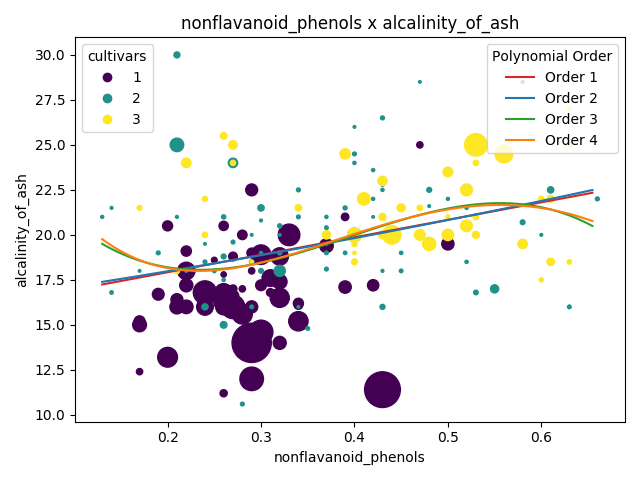 nonflavanoid_phenols x alcalinity_of_ash
cultivars
1
2
3
Polynomial Order
Order 1
Order 2
Order 3
Order 4
alcalinity_of_ash
30.0
27.5
25.0
22.5
20.0
17.5
15.0
12.5
10.0
0.2
0.3
0.4
0.5
0.6
nonflavanoid_phenols